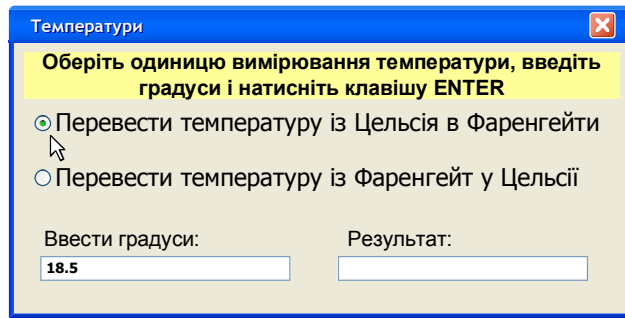 Температури
Оберіть одиницю вимірювання температури, введіть
градуси і натисніть клавішу ENTER
Перевести температуру із Цельсія в Фаренгейти
Перевести температуру із Фаренгейт у Цельсії
Ввести градуси: Результат:
18.5